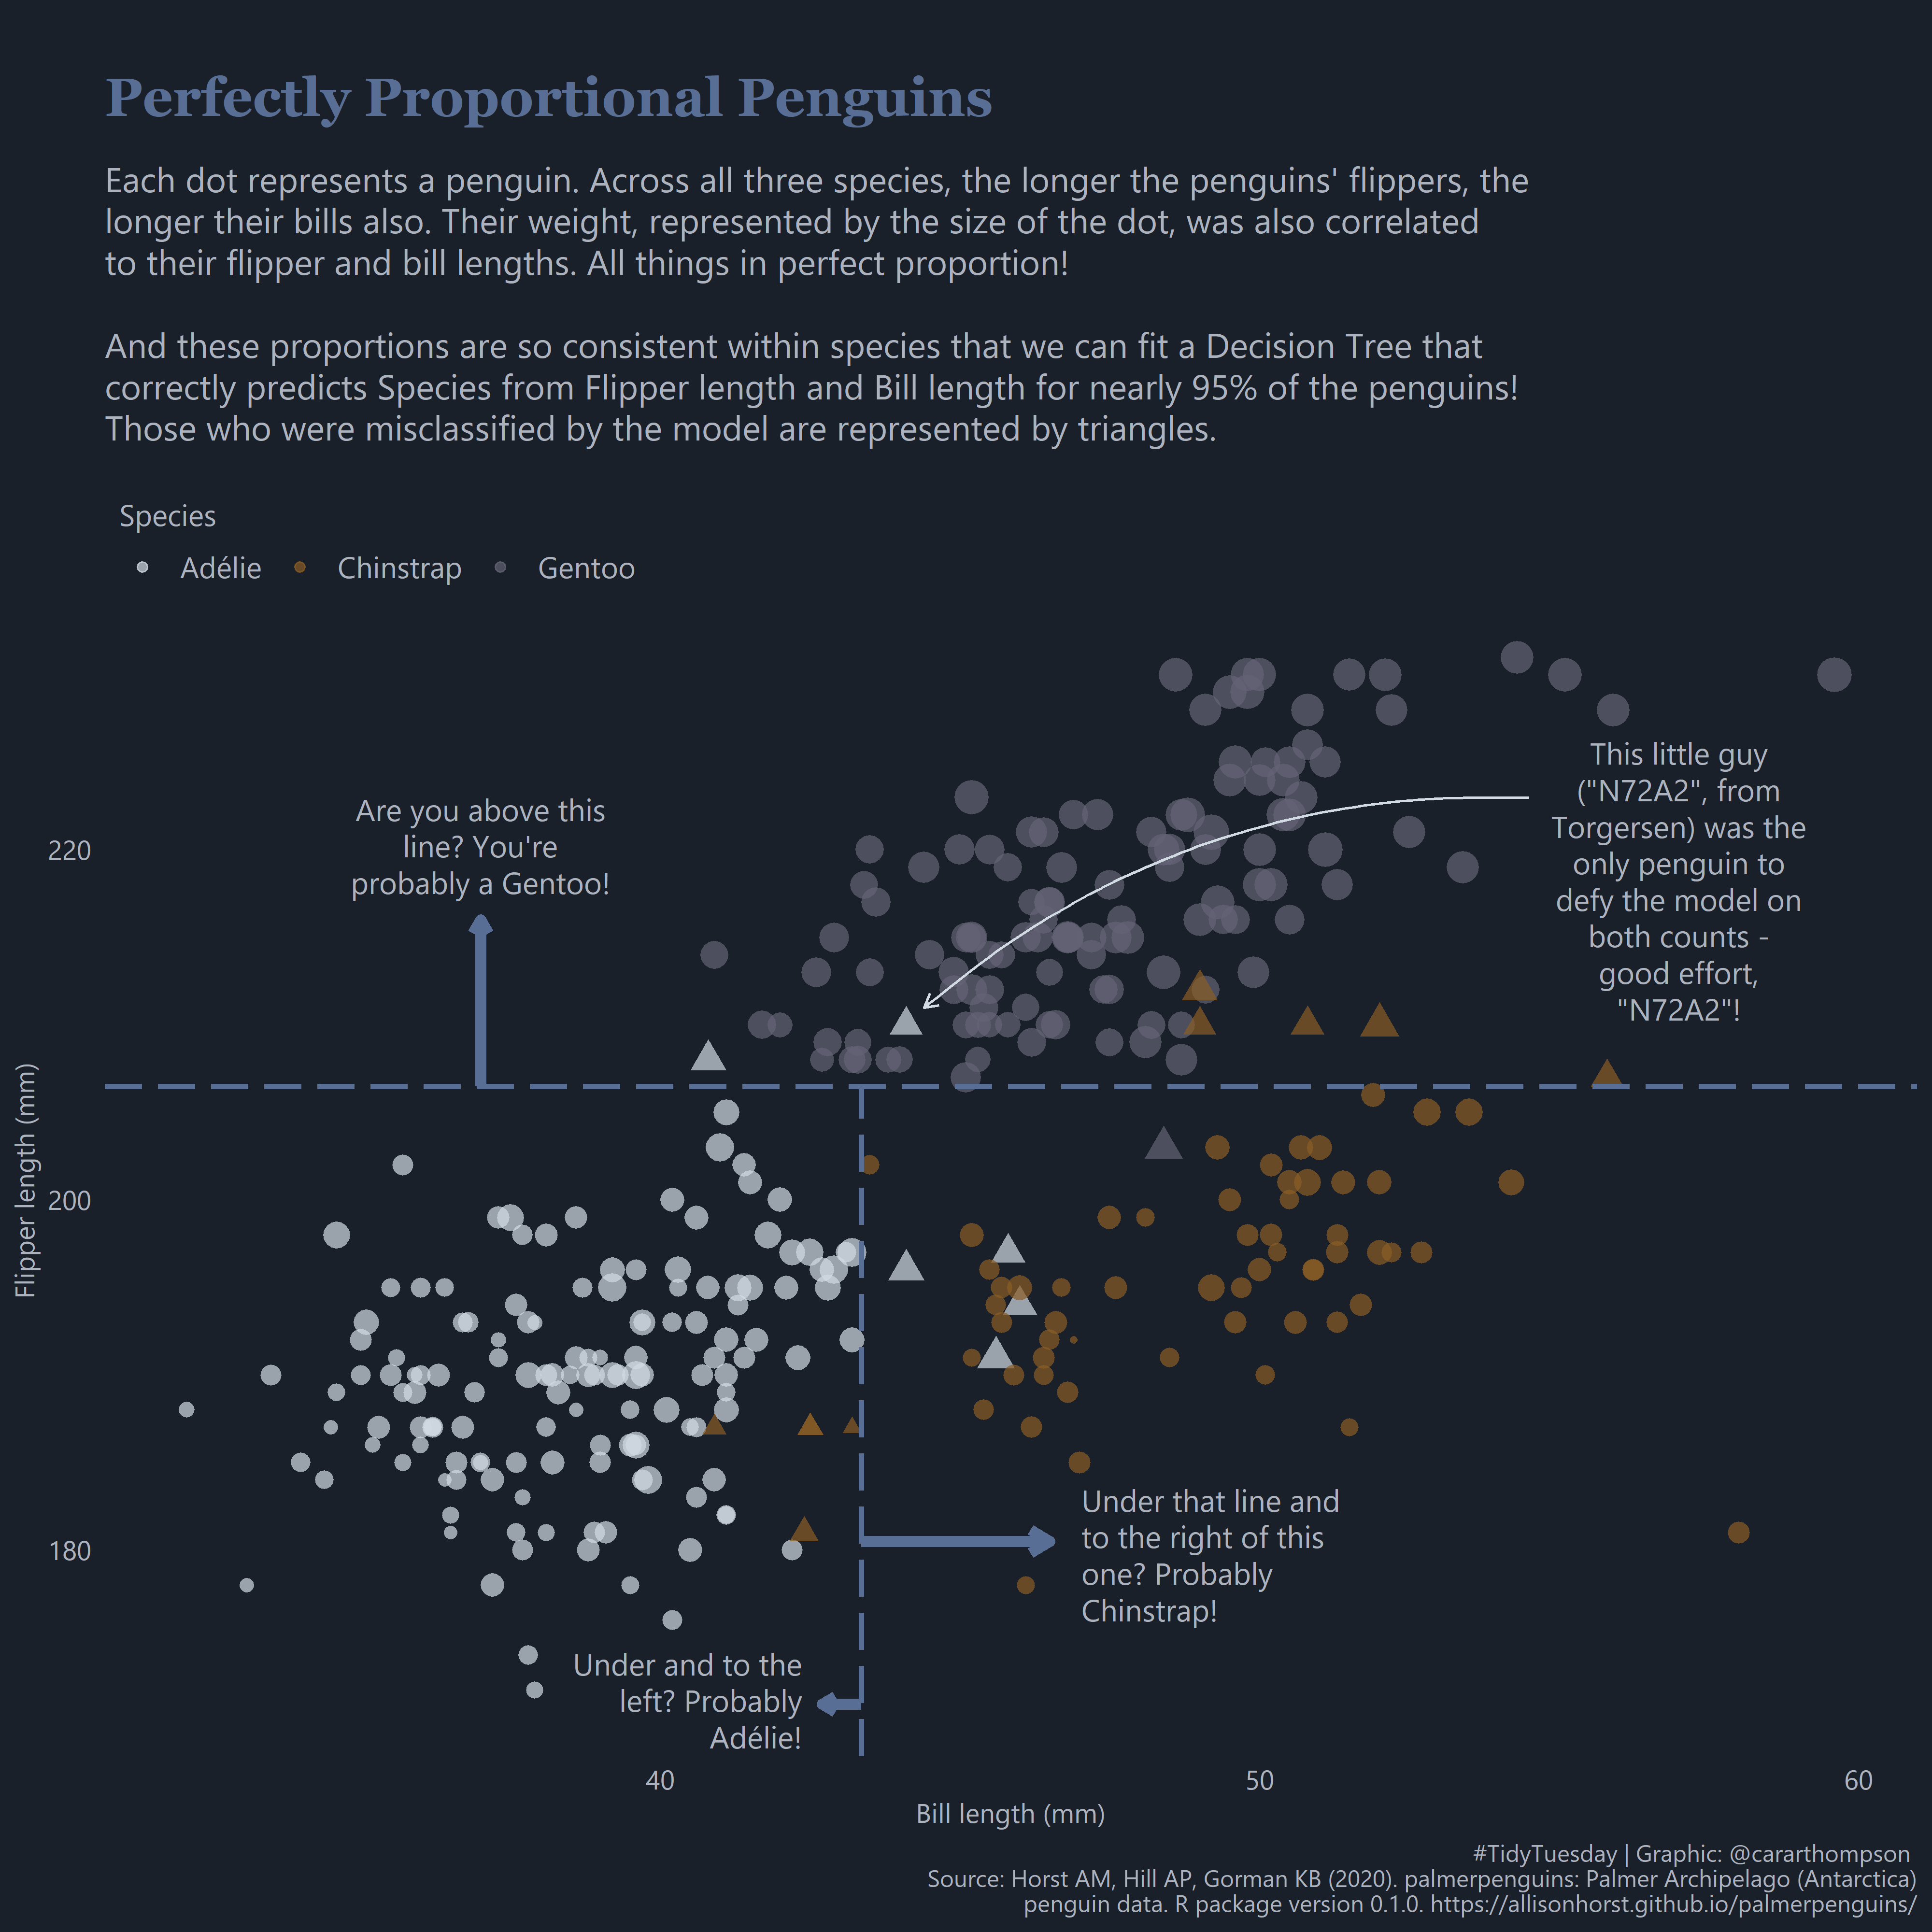 Perfectly Proportional Penguins
Each dot represents a penguin. Across all three species, the longer the penguins' flippers, the
longer their bills also. Their weight, represented by the size of the dot, was also correlated
to their flipper and bill lengths. All things in perfect proportion!
And these proportions are so consistent within species that we can fit a Decision Tree that
correctly predicts Species from Flipper length and Bill length for nearly 95% of the penguins!
Those who were misclassified by the model are represented by triangles.
Species
Adélie
Chinstrap
Gentoo
This little guy
("N72A2", from
Torgersen) was the
only penguin to
defy the model on
both counts -
good effort,
"N72A2"!
Are you above this
line? You're
probably a Gentoo!
220
200
180
Flipper length (mm)
Under that line and
to the right of this
one? Probably
Chinstrap!
Under and to the
left? Probably
Adélie!
40
50
60
Bill length (mm)
#TidyTuesday | Graphic: @cararthompson
Source: Horst AM, Hill AP, Gorman KB (2020). palmerpenguins: Palmer Archipelago (Antarctica)
penguin data. R package version 0.1.0. https://allisonhorst.github.io/palmerpenguins/